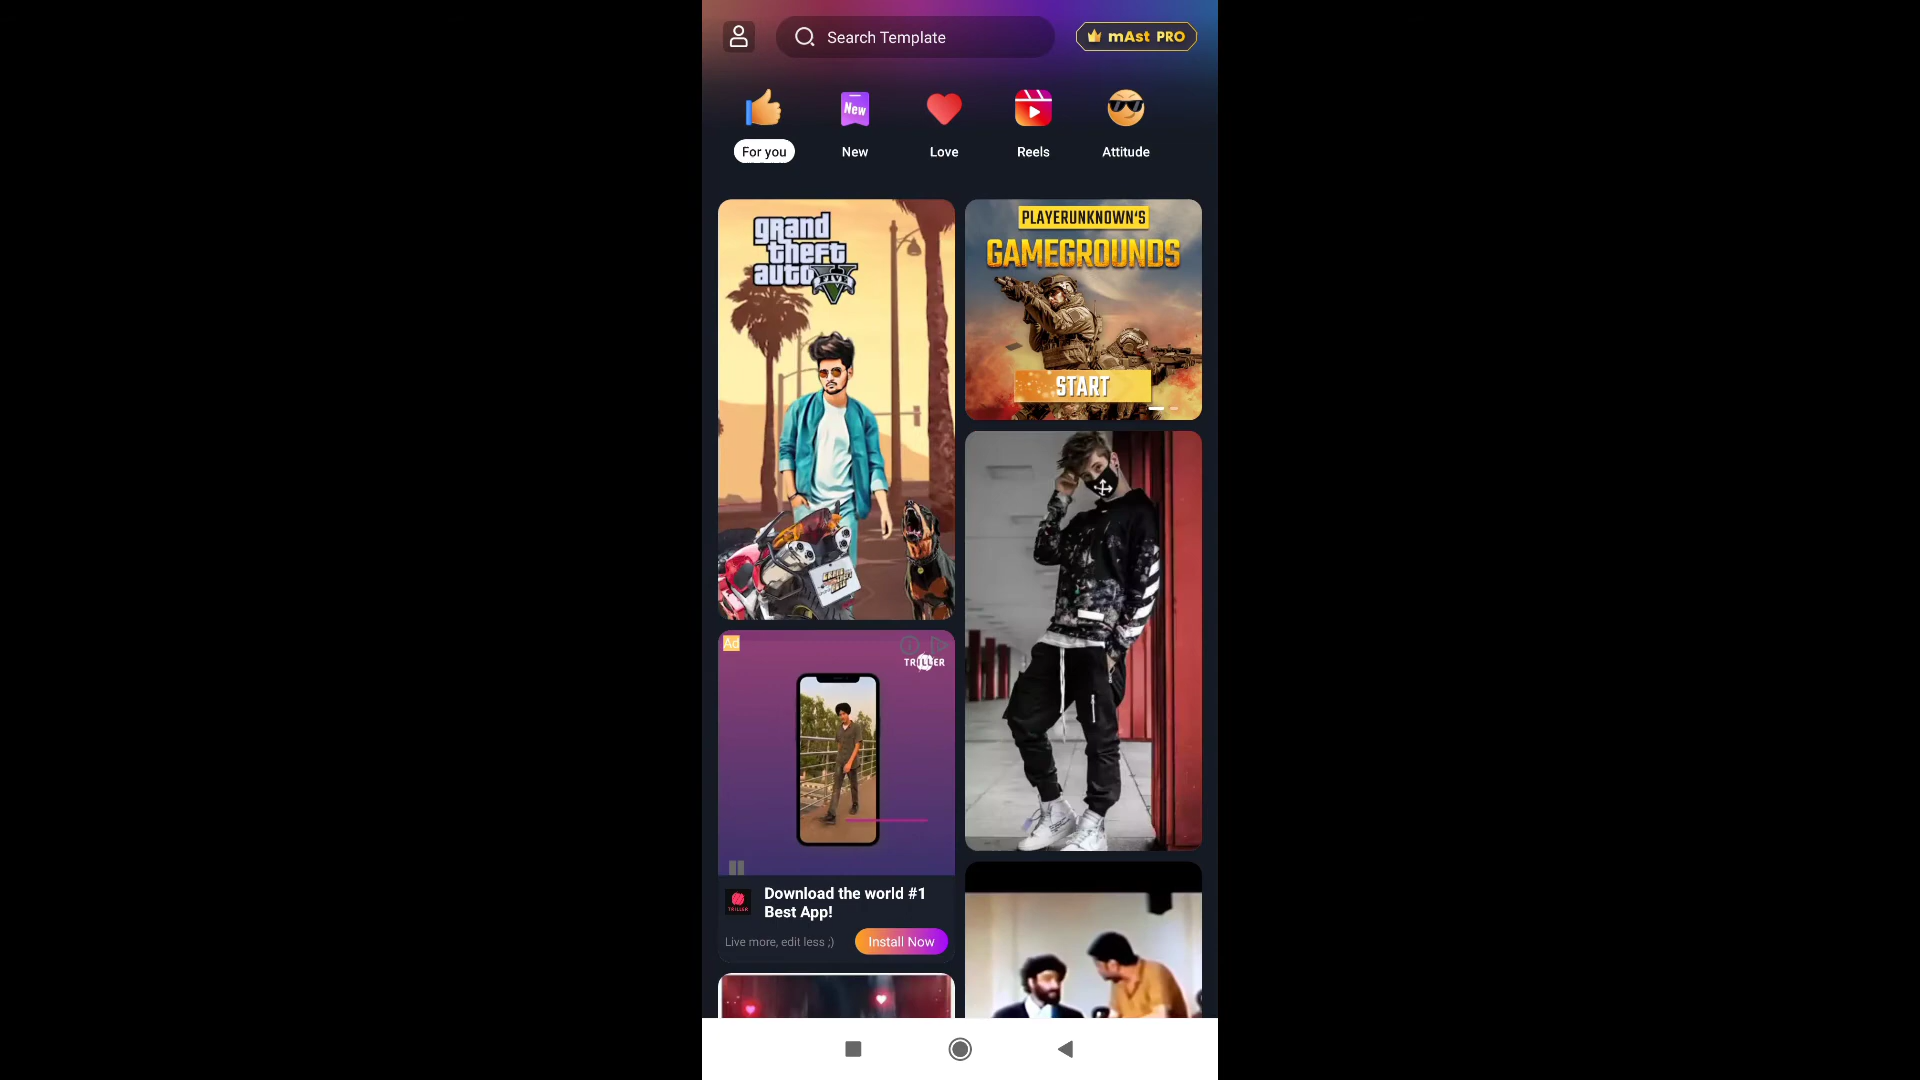 Search Template
mAst PRO
New
For you
New
Love
Reels
Attitude
grand
theft
auto
FIVE
PLAYERUNKNOWN'S
GAMEGROUNDS
START
Ad
TRILLER
Download the world #1
Best App!
TRILLER
Live more, edit less ;)
Install Now